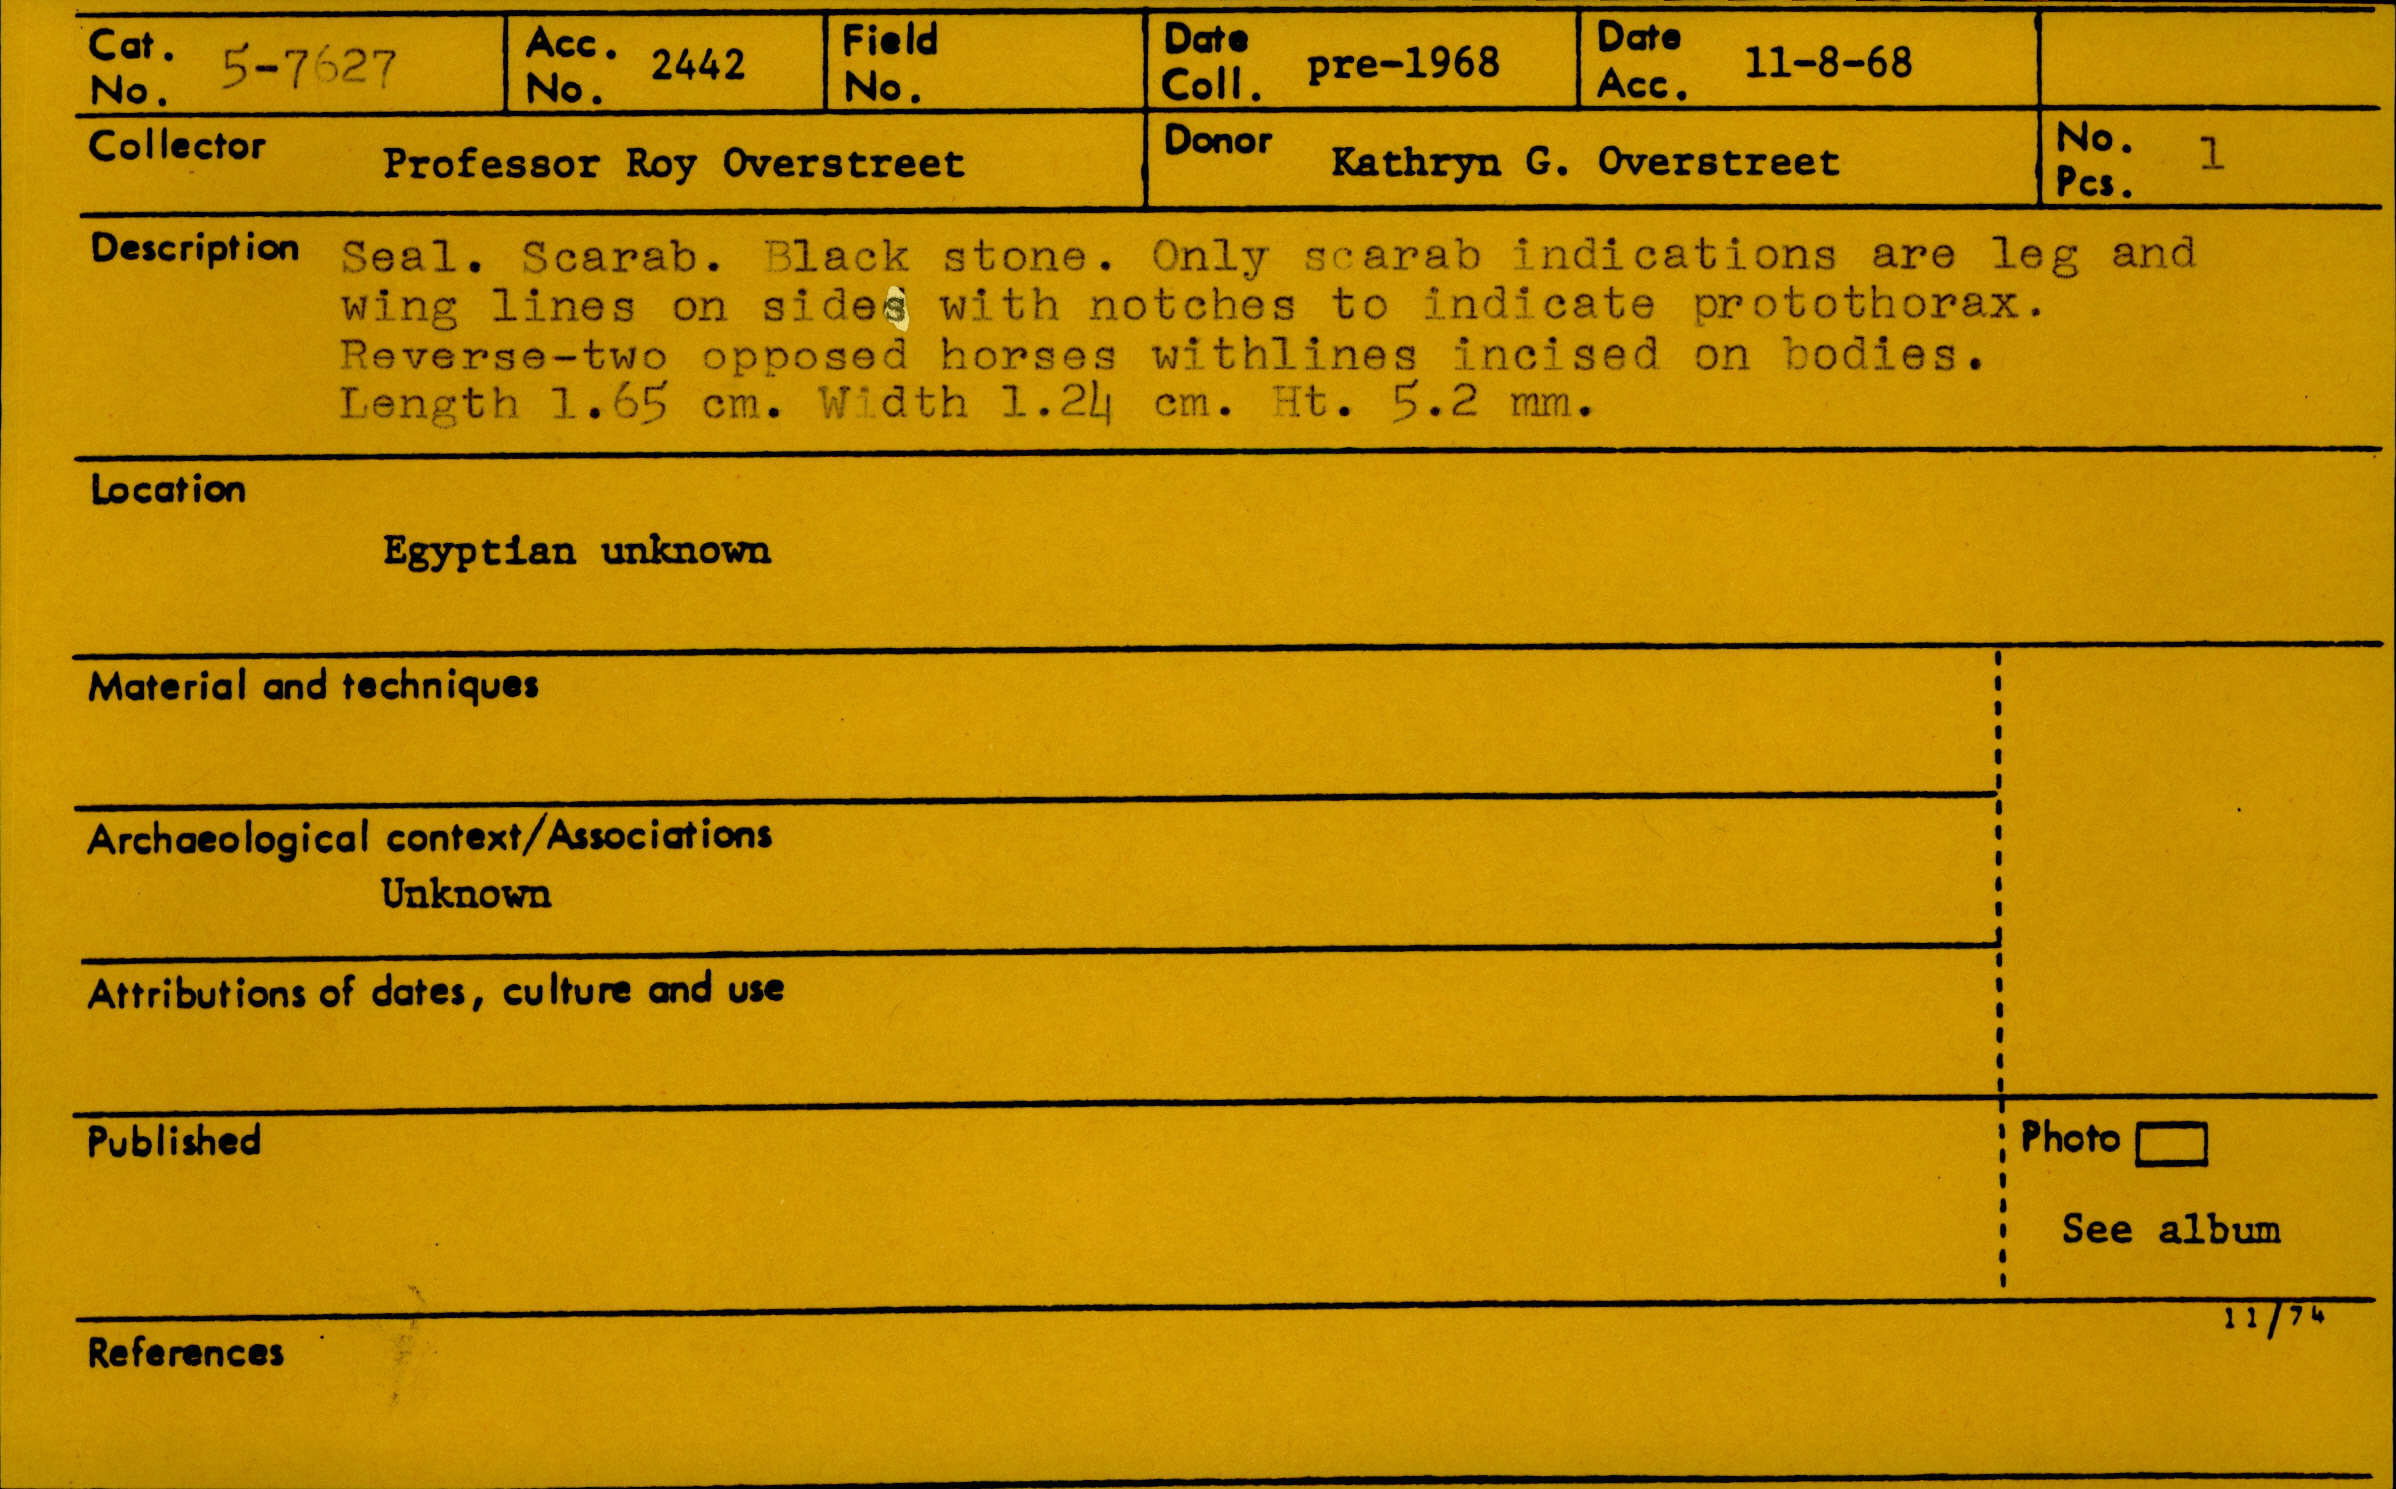 Cat. No. 5-7627 Acc. No. 2442 Field No. Date Coll. pre-1968 Date Acc. 11-8-68
Collector Professor Roy Overstreet Donor Kathryn G. Overstreet No. Pcs. 1
Description Seal. Scarab. Black stone. Only scarab indications are leg and
wing lines on sides with notches to indicate protothorax.
Reverse-two opposed horses withlines incised on bodies.
Length 1.65 cm. Width 1.24 cm. Ht. 5.2 mm.
Location
Egyptian unknown
Material and techniques
Archaeological context/Associations
Unknown
Attributions of dates, culture and use
Published
Photo
See album
11/74
References